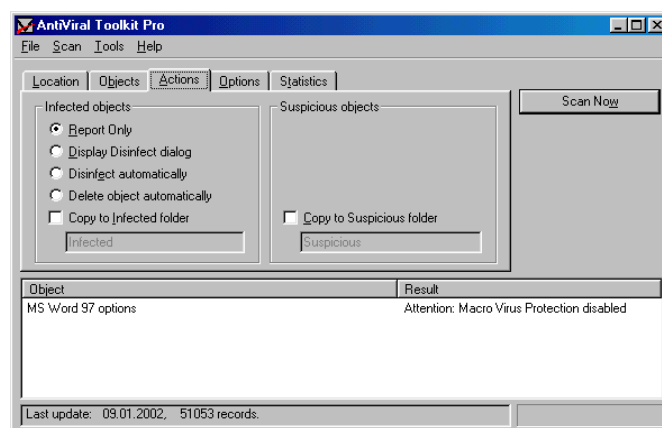 AntiViral Toolkit Pro
File Scan Tools Help
Location Objects Actions Options Statistics
Scan Now
Infected objects
Report Only
Display Disinfect dialog
Disinfect automatically
Delete object automatically
Copy to Infected folder
Infected
Suspicious objects
Copy to Suspicious folder
Suspicious
Object Result
MS Word 97 options Attention: Macro Virus Protection disabled
Last update: 09.01.2002, 51053 records.